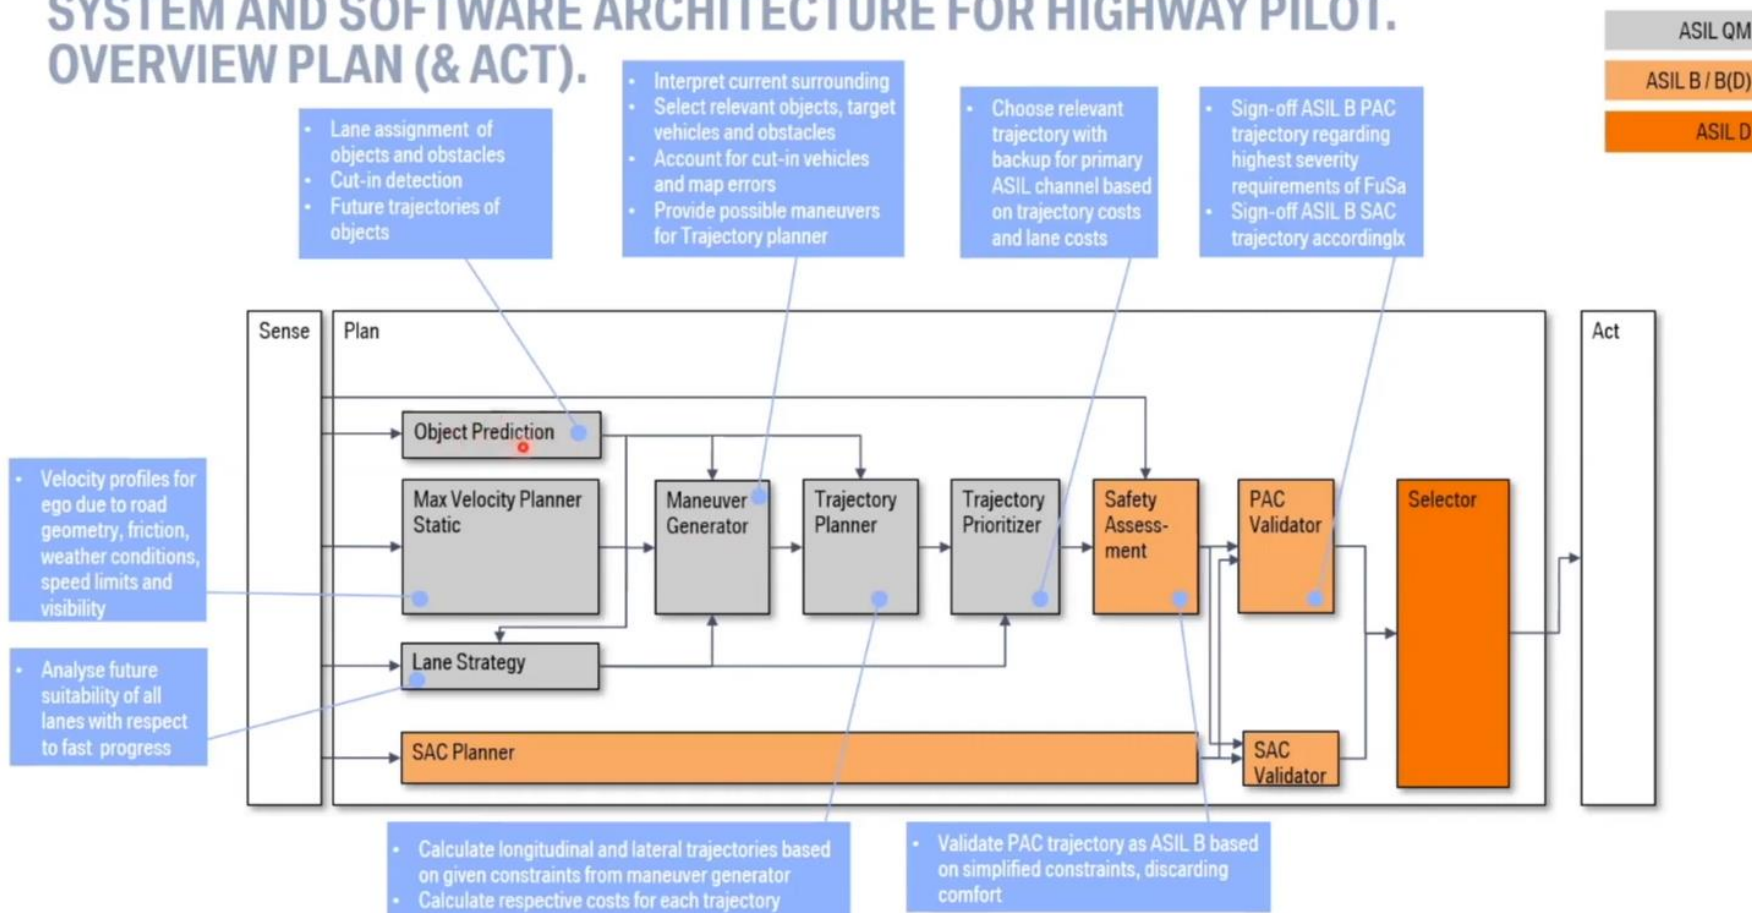 SYSTEM AND SOFTWARE ARCHITECTURE FOR HIGHWAY PILOT.
OVERVIEW PLAN (& ACT).
ASIL QM
ASIL B / B(D)
ASIL D
• Lane assignment of
objects and obstacles
• Cut-in detection
• Future trajectories of
objects
• Interpret current surrounding
• Select relevant objects, target
vehicles and obstacles
• Account for cut-in vehicles
and map errors
• Provide possible maneuvers
for Trajectory planner
• Choose relevant
trajectory with
backup for primary
ASIL channel based
on trajectory costs
and lane costs
• Sign-off ASIL B PAC
trajectory regarding
highest severity
requirements of FuSa
• Sign-off ASIL B SAC
trajectory accordinglx
Sense
Plan
Act
Object Prediction
• Velocity profiles for
ego due to road
geometry, friction,
weather conditions,
speed limits and
visibility
Max Velocity Planner
Static
Maneuver
Generator
Trajectory
Planner
Trajectory
Prioritizer
Safety
Assess-
ment
PAC
Validator
Selector
• Analyse future
suitability of all
lanes with respect
to fast progress
Lane Strategy
SAC Planner
SAC
Validator
• Calculate longitudinal and lateral trajectories based
on given constraints from maneuver generator
• Calculate respective costs for each trajectory
• Validate PAC trajectory as ASIL B based
on simplified constraints, discarding
comfort